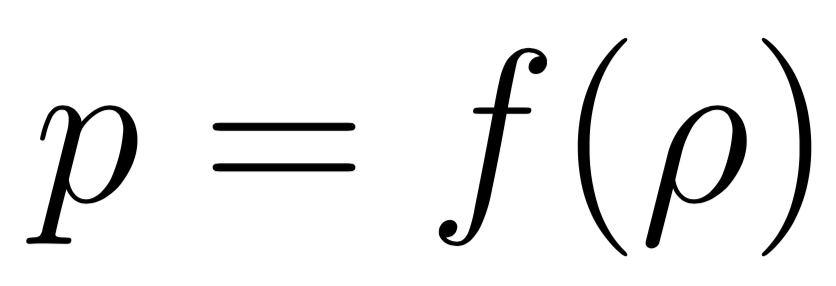 p = f(ρ)